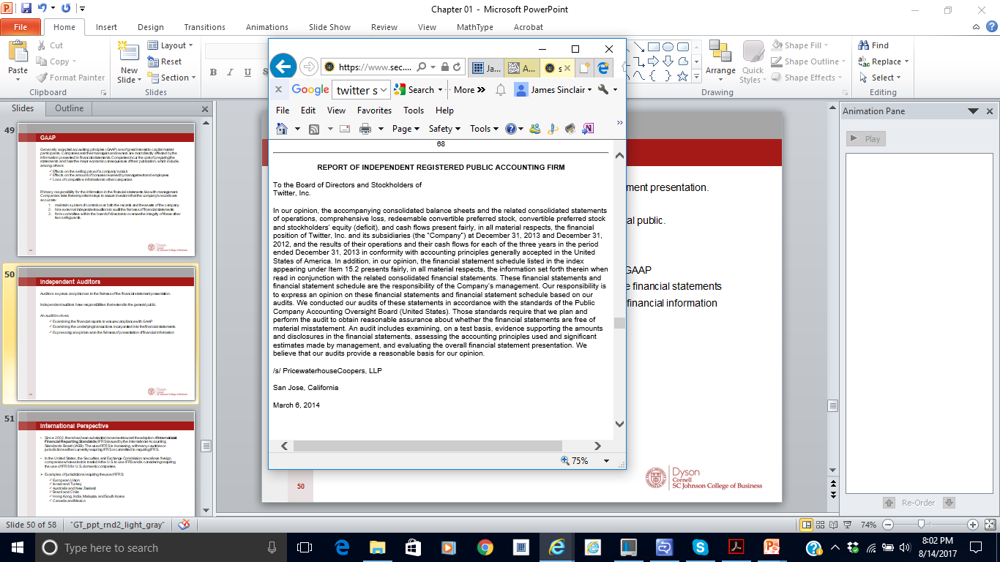 Chapter 01 - Microsoft PowerPoint
File Home Insert Design Transitions Animations Slide Show Review View MathType Acrobat
Paste
Cut
Copy
Format Painter
Clipboard
New Slide
Layout
Reset
Section
Slides
B I U
Arrange
Quick Styles
Shape Fill
Shape Outline
Shape Effects
Drawing
Find
Replace
Select
Editing
Slides Outline
49
GAAP
Generally accepted accounting principles (GAAP) are of great interest to capital market
participants. Companies and their managers and owners are most directly affected by the
information presented in financial statements. Companies incur the cost of preparing the
statements and bear the major economic consequences of their publication, which include,
among others:
✓ Effects on the selling price of a company's stock
✓ Effects on the amount of bonuses received by management and employees
✓ Loss of competitive information to other companies
Primary responsibility for the information in the financial statements lies with management.
Companies take three important steps to assure investors that the company's records are
accurate:
1. maintain system of controls over both the records and the assets of the company
2. hire external independent auditors to audit the fairness of financial statements
3. form committee within the board of directors to oversee the integrity of these other
two safeguards.
50
Independent Auditors
Auditors express an opinion as to the fairness of the financial statement presentation.
Independent auditors have responsibilities that extend to the general public.
An audit involves:
✓ Examining the financial reports to ensure compliance with GAAP
✓ Examining the underlying transactions incorporated into the financial statements
✓ Expressing an opinion as to the fairness of presentation of financial information
51
International Perspective
• Since 2002, there has been substantial movement toward the adoption of International
Financial Reporting Standards (IFRS) issued by the International Accounting
Standards Board (IASB). The use of IFRS is increasing, with many countries or
jurisdictions either currently requiring IFRS or committed to requiring IFRS.
• In the United States, the Securities and Exchange Commission now allows foreign
companies whose stock is traded in the U.S. to use IFRS and is considering requiring
the use of IFRS for U.S. domestic companies.
➢ Examples of jurisdictions requiring the use of IFRS:
✓ European Union
✓ Israel and Turkey
✓ Australia and New Zealand
✓ Brazil and Chile
✓ Hong Kong, India, Malaysia, and South Korea
✓ Canada and Mexico
https://www.sec....
Ja...
A...
s
x Google twitter s Search More » James Sinclair
File Edit View Favorites Tools Help
Page Safety Tools
68
REPORT OF INDEPENDENT REGISTERED PUBLIC ACCOUNTING FIRM
To the Board of Directors and Stockholders of
Twitter, Inc.
In our opinion, the accompanying consolidated balance sheets and the related consolidated statements
of operations, comprehensive loss, redeemable convertible preferred stock, convertible preferred stock
and stockholders' equity (deficit), and cash flows present fairly, in all material respects, the financial
position of Twitter, Inc. and its subsidiaries (the “Company”) at December 31, 2013 and December 31,
2012, and the results of their operations and their cash flows for each of the three years in the period
ended December 31, 2013 in conformity with accounting principles generally accepted in the United
States of America. In addition, in our opinion, the financial statement schedule listed in the index
appearing under Item 15.2 presents fairly, in all material respects, the information set forth therein when
read in conjunction with the related consolidated financial statements. These financial statements and
financial statement schedule are the responsibility of the Company's management. Our responsibility is
to express an opinion on these financial statements and financial statement schedule based on our
audits. We conducted our audits of these statements in accordance with the standards of the Public
Company Accounting Oversight Board (United States). Those standards require that we plan and
perform the audit to obtain reasonable assurance about whether the financial statements are free of
material misstatement. An audit includes examining, on a test basis, evidence supporting the amounts
and disclosures in the financial statements, assessing the accounting principles used and significant
estimates made by management, and evaluating the overall financial statement presentation. We
believe that our audits provide a reasonable basis for our opinion.
/s/ PricewaterhouseCoopers, LLP
San Jose, California
March 6, 2014
75%
ment presentation.
al public.
GAAP
e financial statements
financial information
50
Dyson
Cornell
SC Johnson College of Business
Animation Pane
Play
Re-Order
Slide 50 of 58 "GT_ppt_rnd2_light_gray" 74%
Type here to search
8:02 PM
8/14/2017